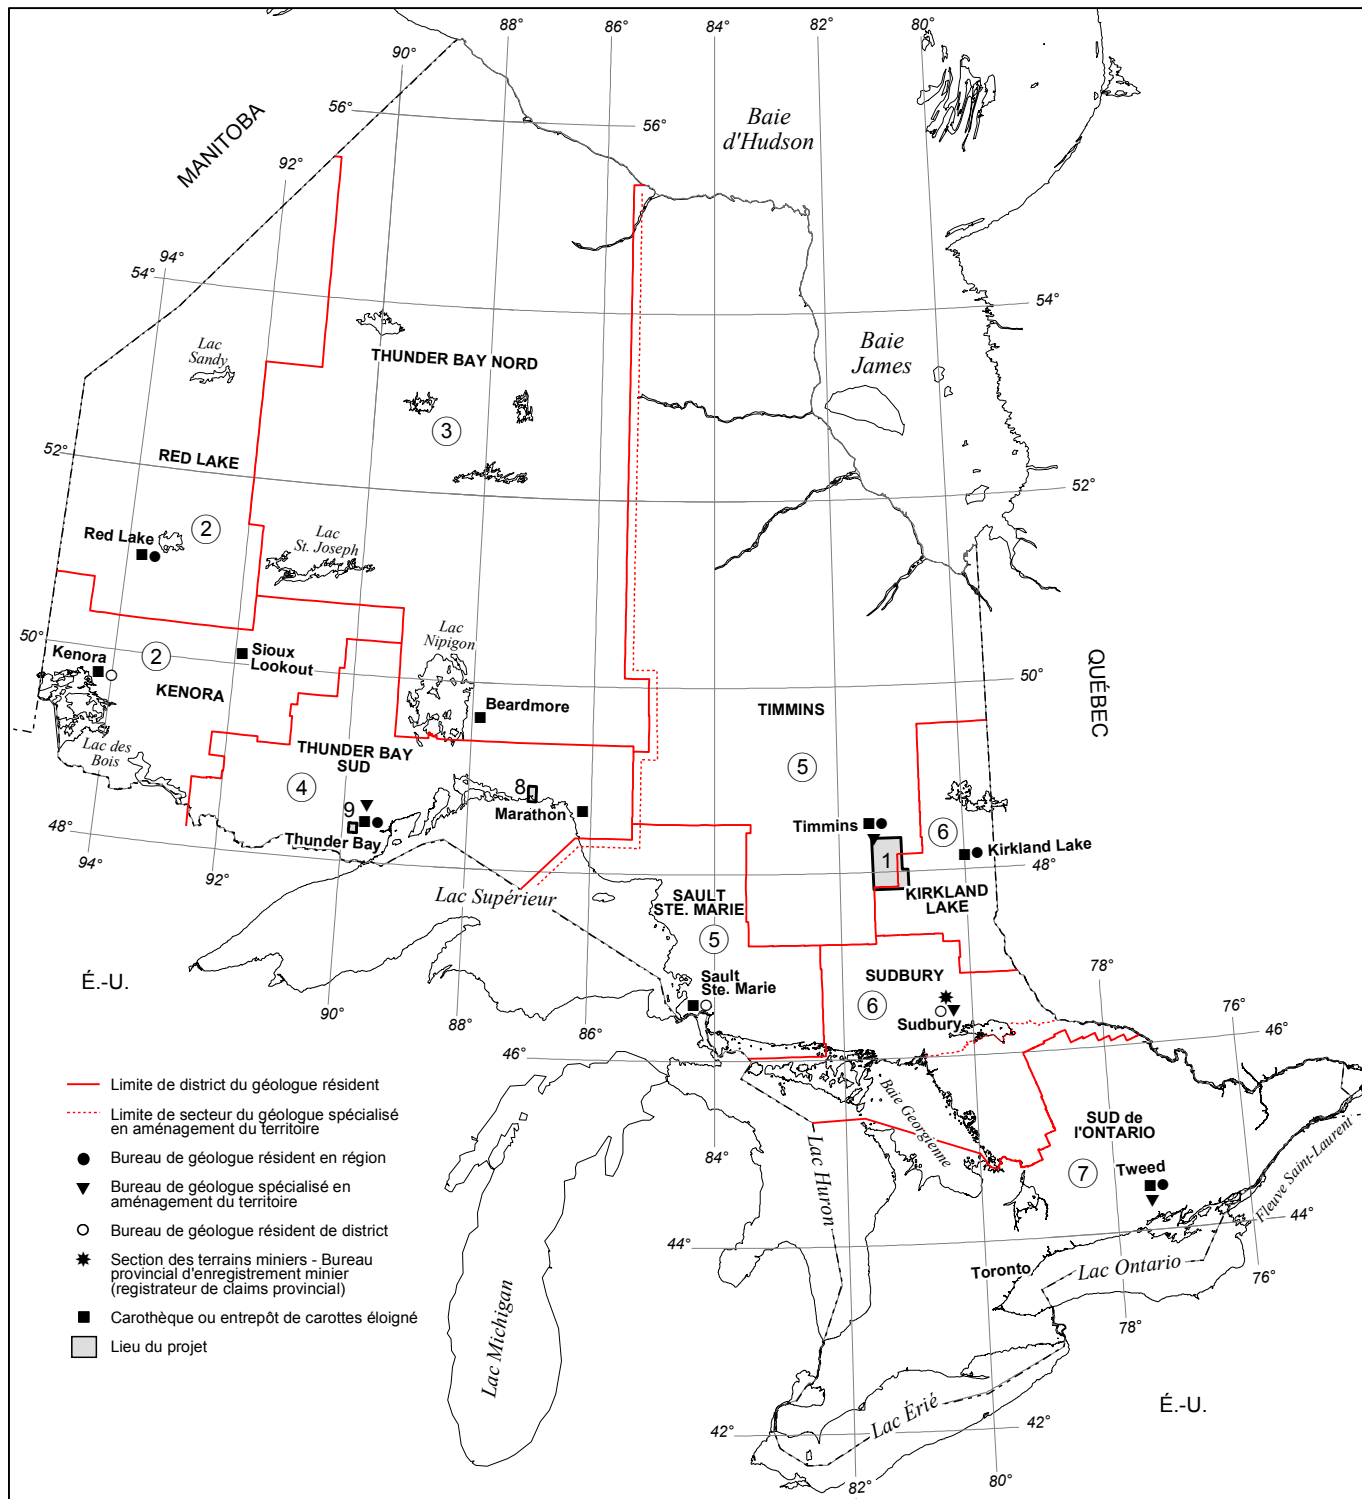 88°
86°
84°
82°
80°
90°
56°
56°
Baie
d'Hudson
MANITOBA
92°
94°
54°
54°
Lac
Sandy
THUNDER BAY NORD
Baie
James
3
52°
52°
RED LAKE
2
Red Lake
Lac
St. Joseph
50°
Kenora
2
Sioux
Lookout
KENORA
Lac
Nipigon
50°
QUÉBEC
Beardmore
TIMMINS
Lac des
Bois
THUNDER BAY
SUD
4
5
8
9
Marathon
Thunder Bay
Timmins
6
Kirkland Lake
1
48°
48°
94°
92°
Lac Supérieur
SAULT
STE. MARIE
KIRKLAND
LAKE
5
É.-U.
Sault
Ste. Marie
SUDBURY
6
Sudbury
78°
76°
46°
90°
88°
86°
46°
Limite de district du géologue résident
Limite de secteur du géologue spécialisé
en aménagement du territoire
Bureau de géologue résident en région
Bureau de géologue spécialisé en
aménagement du territoire
Bureau de géologue résident de district
Section des terrains miniers - Bureau
provincial d'enregistrement minier
(registrateur de claims provincial)
Carothèque ou entrepôt de carottes éloigné
Lieu du projet
Baie Georgienne
84°
Lac Huron
SUD de
l'ONTARIO
7
Tweed
Fleuve Saint-Laurent
44°
44°
Toronto
Lac Ontario
76°
78°
Lac Michigan
Lac Érié
É.-U.
42°
42°
82°
80°